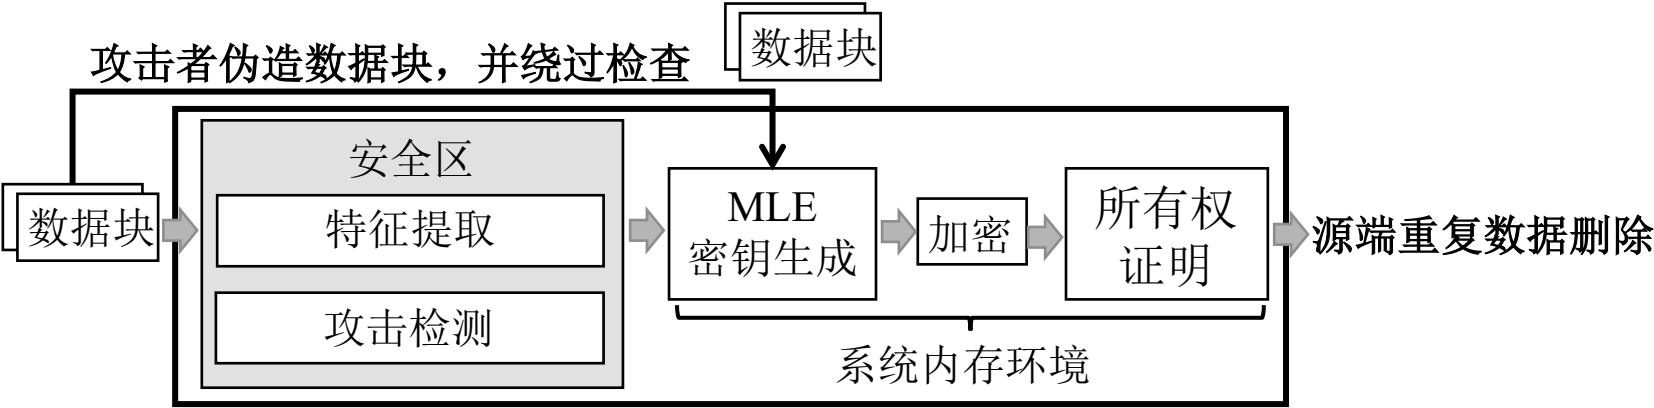 数据块
攻击者伪造数据块，并绕过检查
安全区
特征提取
攻击检测
数据块
MLE
密钥生成
加密
所有权
证明
源端重复数据删除
系统内存环境